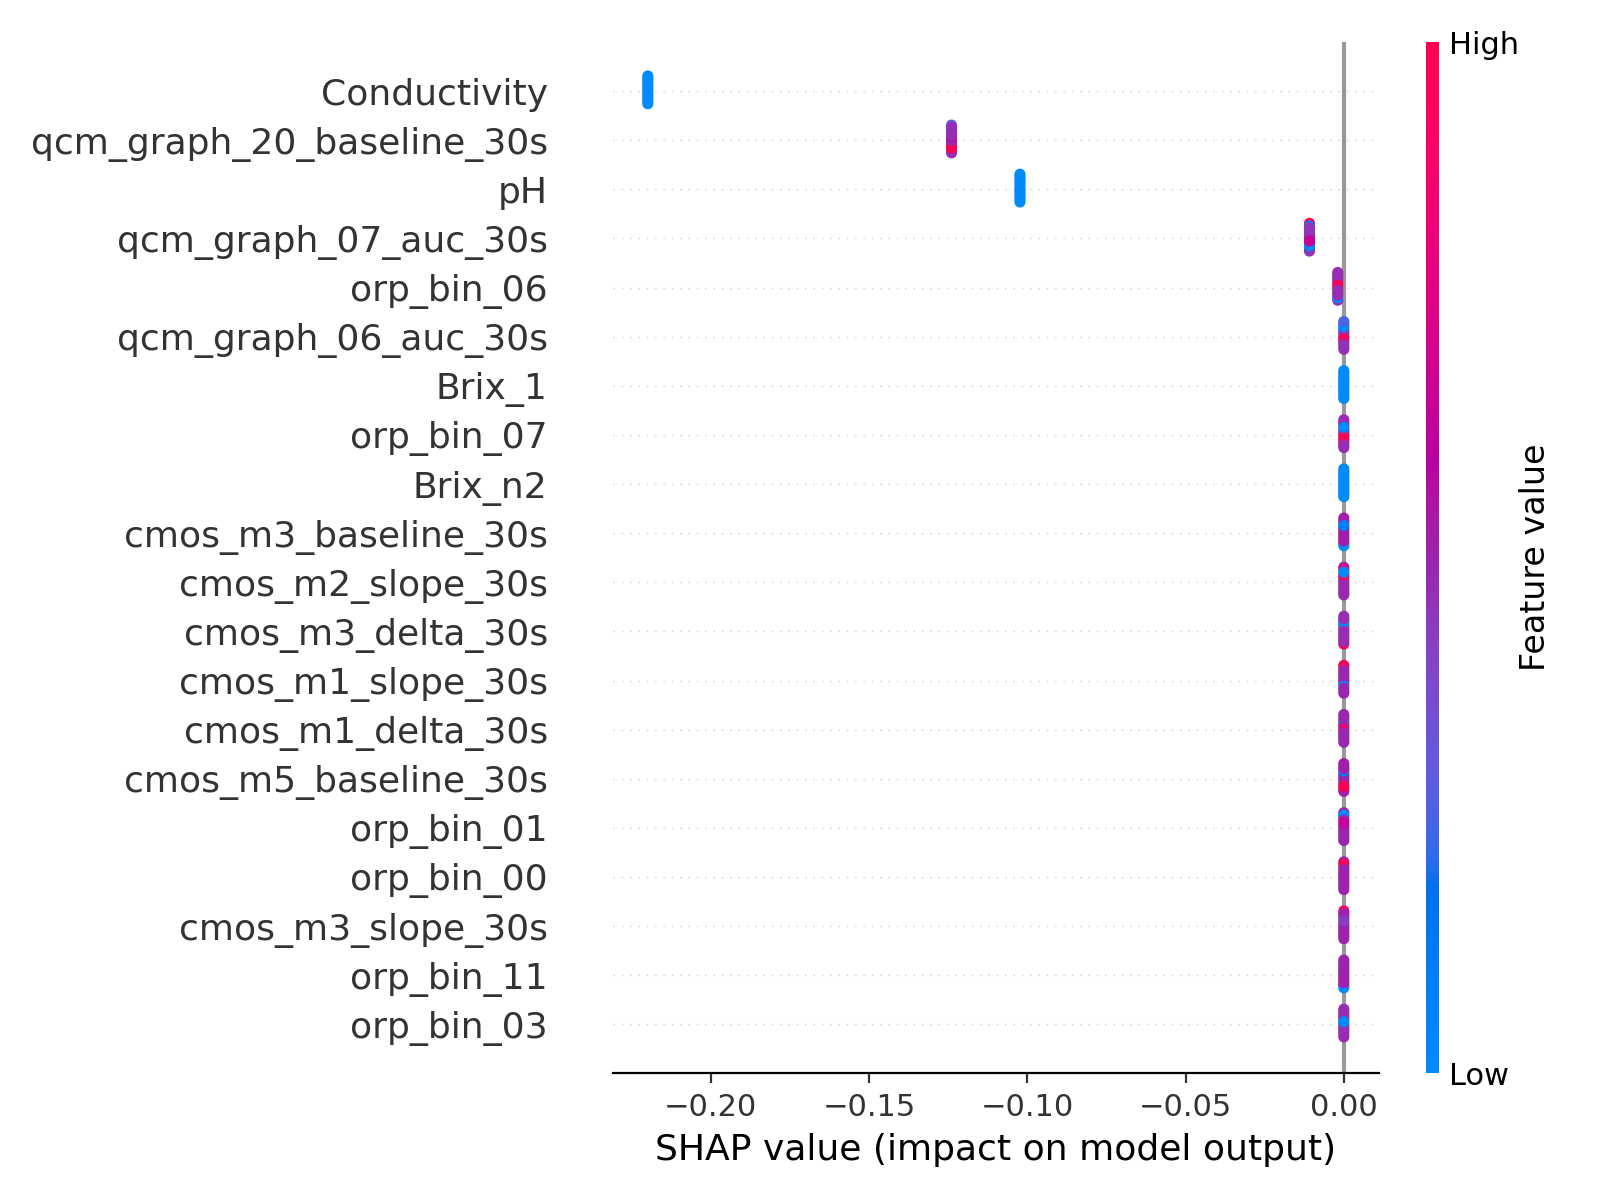 High
Conductivity
qcm_graph_20_baseline_30s
pH
qcm_graph_07_auc_30s
orp_bin_06
qcm_graph_06_auc_30s
Brix_1
orp_bin_07
Brix_n2
cmos_m3_baseline_30s
cmos_m2_slope_30s
cmos_m3_delta_30s
cmos_m1_slope_30s
cmos_m1_delta_30s
cmos_m5_baseline_30s
orp_bin_01
orp_bin_00
cmos_m3_slope_30s
orp_bin_11
orp_bin_03
Feature value
Low
−0.20 −0.15 −0.10 −0.05 0.00
SHAP value (impact on model output)